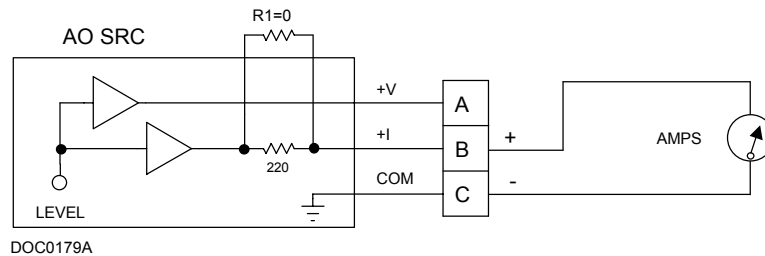 R1=0
AO SRC
+V
A
+I
B
+
AMPS
220
COM
C
-
LEVEL
DOC0179A